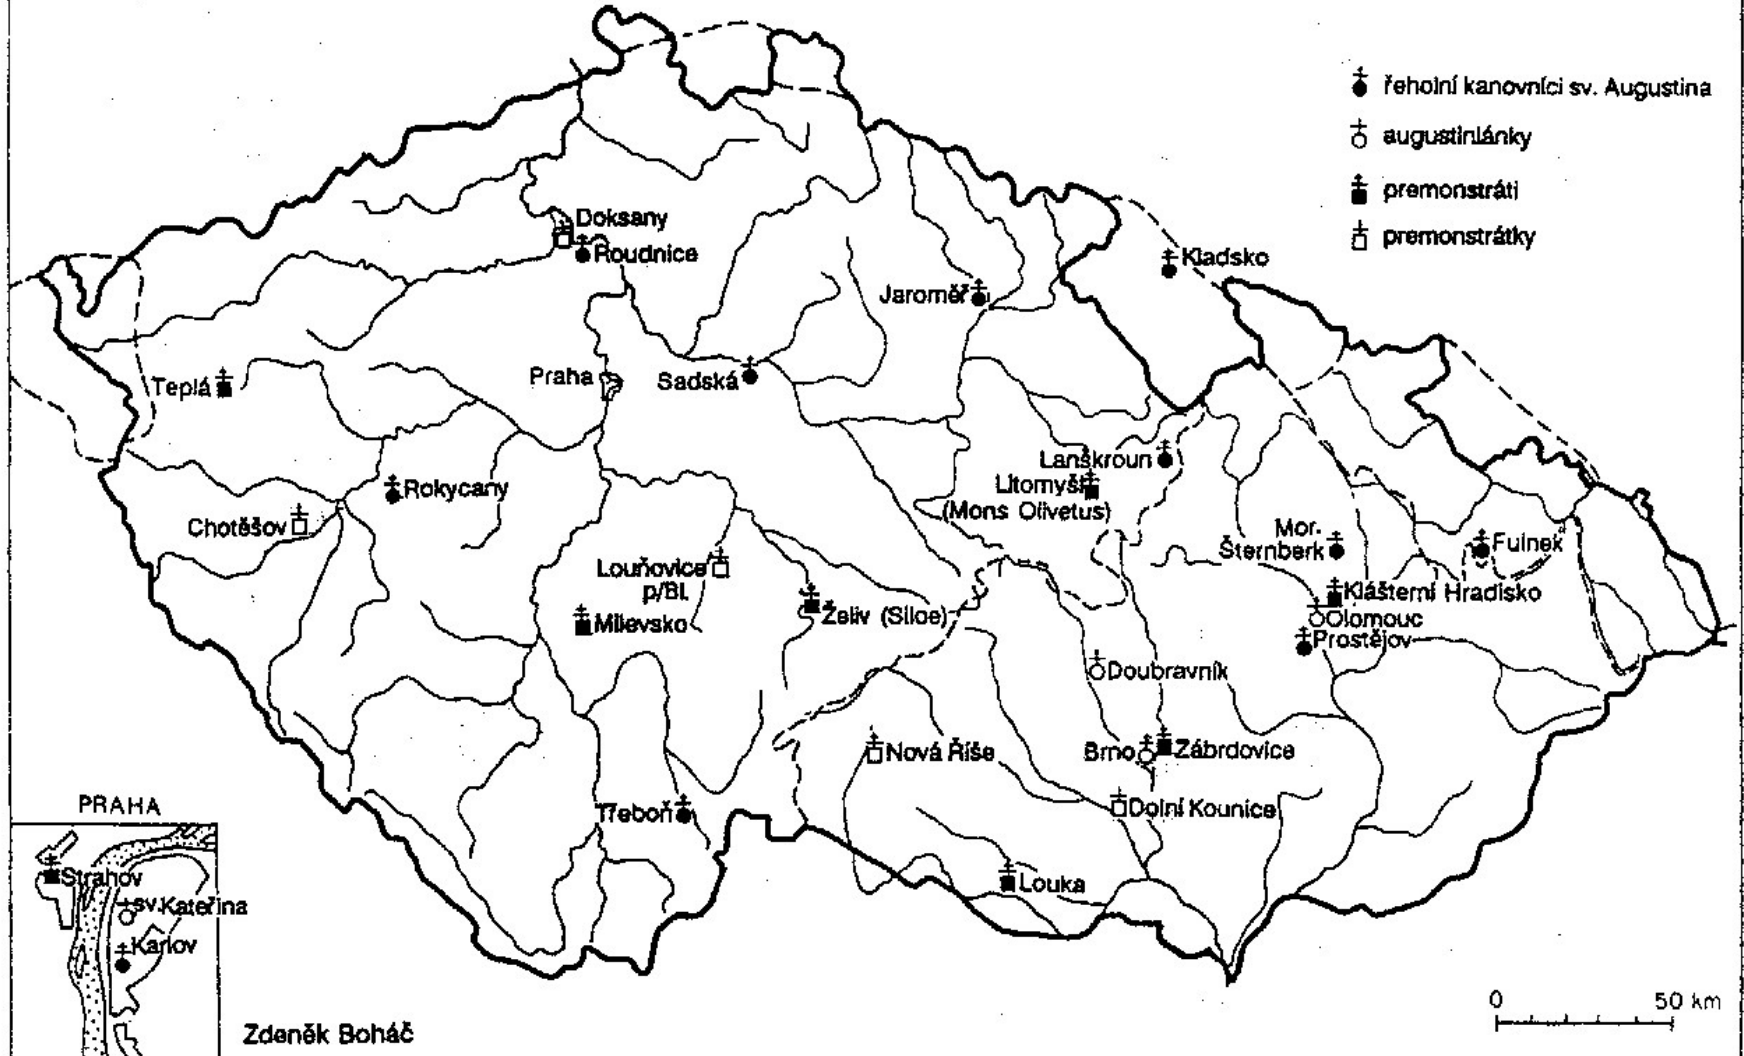 řeholní kanovníci sv. Augustina
augustiniánky
premonstráti
premonstrátky
Doksany
Roudnice
Kladsko
Jaroměř
Teplá
Praha
Sadská
Lanškroun
Rokycany
Litomyšl
(Mons Olivetus)
Chotěšov
Mor.
Šternberk
Fulnek
Louňovice
p/Bl.
Klášterní Hradisko
Želiv (Siloe)
Olomouc
Milevsko
Prostějov
Doubravník
Nová Říše
Brno
Zábrdovice
Třeboň
Dolní Kounice
Louka
PRAHA
Strahov
sv. Kateřina
Karlov
Zdeněk Boháč
0 50 km